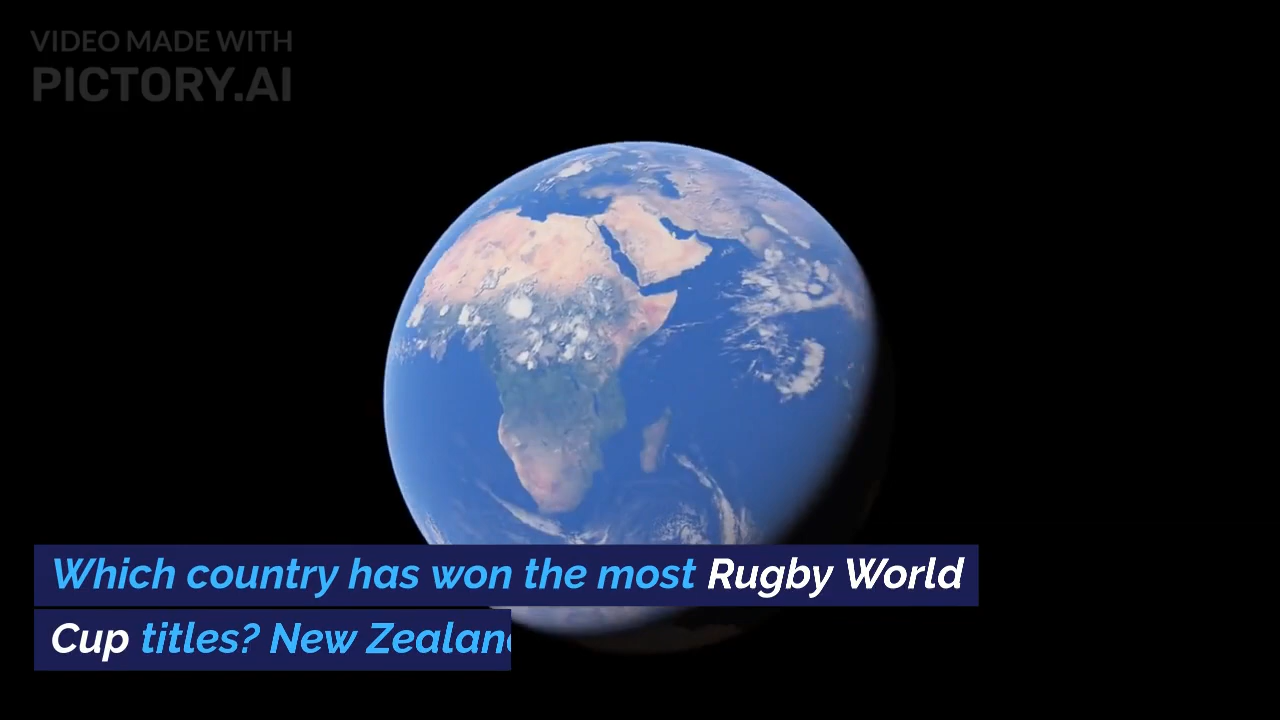 VIDEO MADE WITH
PICTORY.AI
Which country has won the most Rugby World
Cup titles? New Zealan